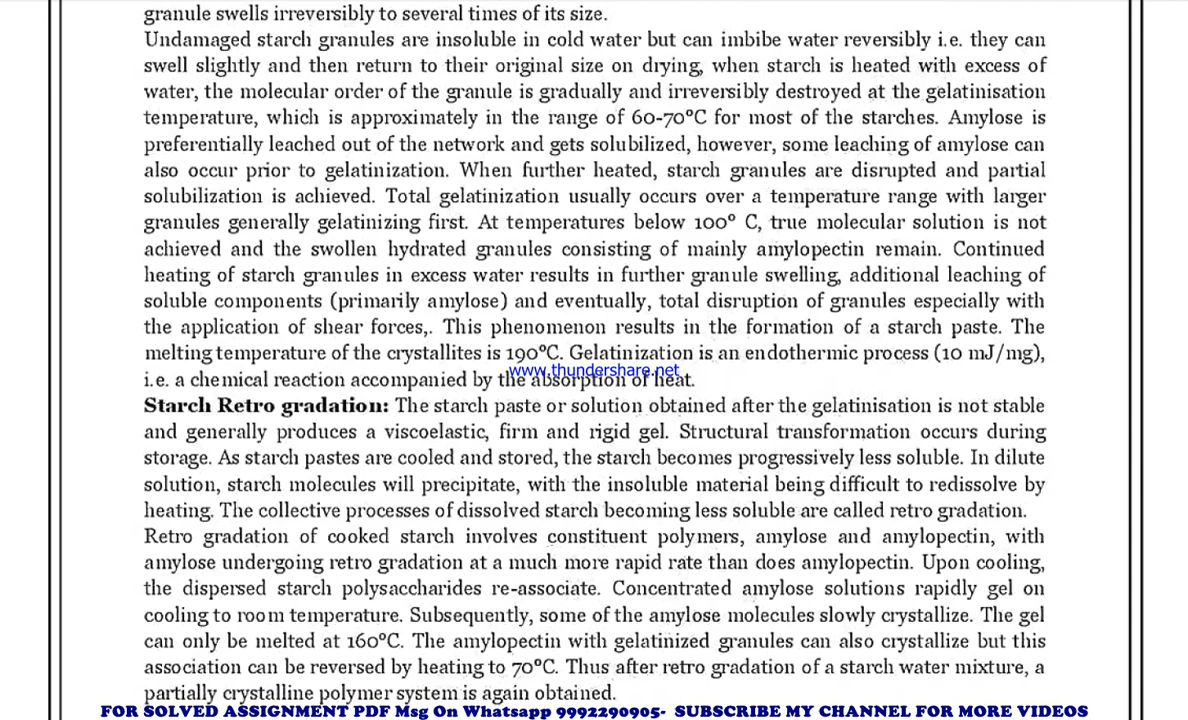 granule swells irreversibly to several times of its size.
Undamaged starch granules are insoluble in cold water but can imbibe water reversibly i.e. they can
swell slightly and then return to their original size on drying, when starch is heated with excess of
water, the molecular order of the granule is gradually and irreversibly destroyed at the gelatinisation
temperature, which is approximately in the range of 60-70°C for most of the starches. Amylose is
preferentially leached out of the network and gets solubilized, however, some leaching of amylose can
also occur prior to gelatinization. When further heated, starch granules are disrupted and partial
solubilization is achieved. Total gelatinization usually occurs over a temperature range with larger
granules generally gelatinizing first. At temperatures below 100° C, true molecular solution is not
achieved and the swollen hydrated granules consisting of mainly amylopectin remain. Continued
heating of starch granules in excess water results in further granule swelling, additional leaching of
soluble components (primarily amylose) and eventually, total disruption of granules especially with
the application of shear forces,. This phenomenon results in the formation of a starch paste. The
melting temperature of the crystallites is 190°C. Gelatinization is an endothermic process (10 mJ/mg),
www.thundershare.net
i.e. a chemical reaction accompanied by the absorption of heat.
Starch Retro gradation: The starch paste or solution obtained after the gelatinisation is not stable
and generally produces a viscoelastic, firm and rigid gel. Structural transformation occurs during
storage. As starch pastes are cooled and stored, the starch becomes progressively less soluble. In dilute
solution, starch molecules will precipitate, with the insoluble material being difficult to redissolve by
heating. The collective processes of dissolved starch becoming less soluble are called retro gradation.
Retro gradation of cooked starch involves constituent polymers, amylose and amylopectin, with
amylose undergoing retro gradation at a much more rapid rate than does amylopectin. Upon cooling,
the dispersed starch polysaccharides re-associate. Concentrated amylose solutions rapidly gel on
cooling to room temperature. Subsequently, some of the amylose molecules slowly crystallize. The gel
can only be melted at 160°C. The amylopectin with gelatinized granules can also crystallize but this
association can be reversed by heating to 70°C. Thus after retro gradation of a starch water mixture, a
partially crystalline polymer system is again obtained.
FOR SOLVED ASSIGNMENT PDF Msg On Whatsapp 9992290905- SUBSCRIBE MY CHANNEL FOR MORE VIDEOS